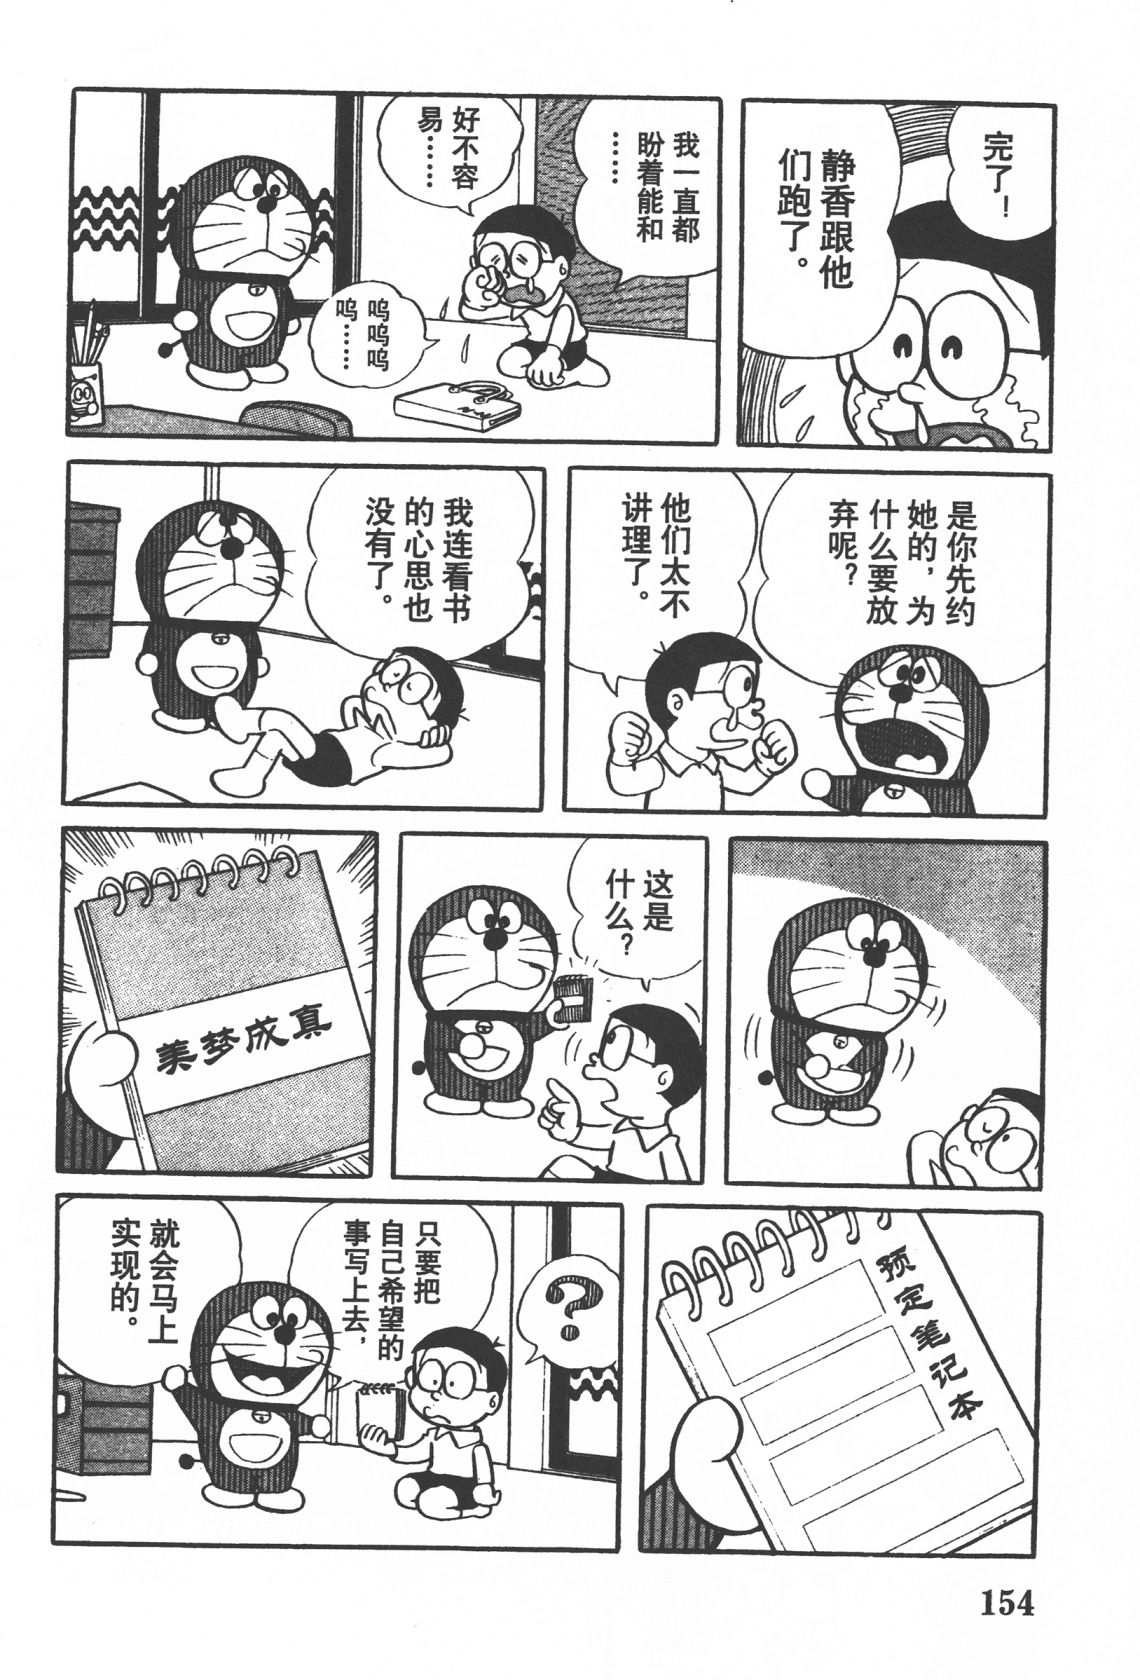 完了！
静香跟他
们跑了。
我一直都
盼着能和
……
好不容
易……
呜呜呜
呜……
是你先约
她的，为
什么要放
弃呢？
他们太不
讲理了。
我连看书
的心思也
没有了。
这是
什么？
美梦成真
预定笔记本
？
只要把
自己希望的
事写上去，
就会马上
实现的。
154